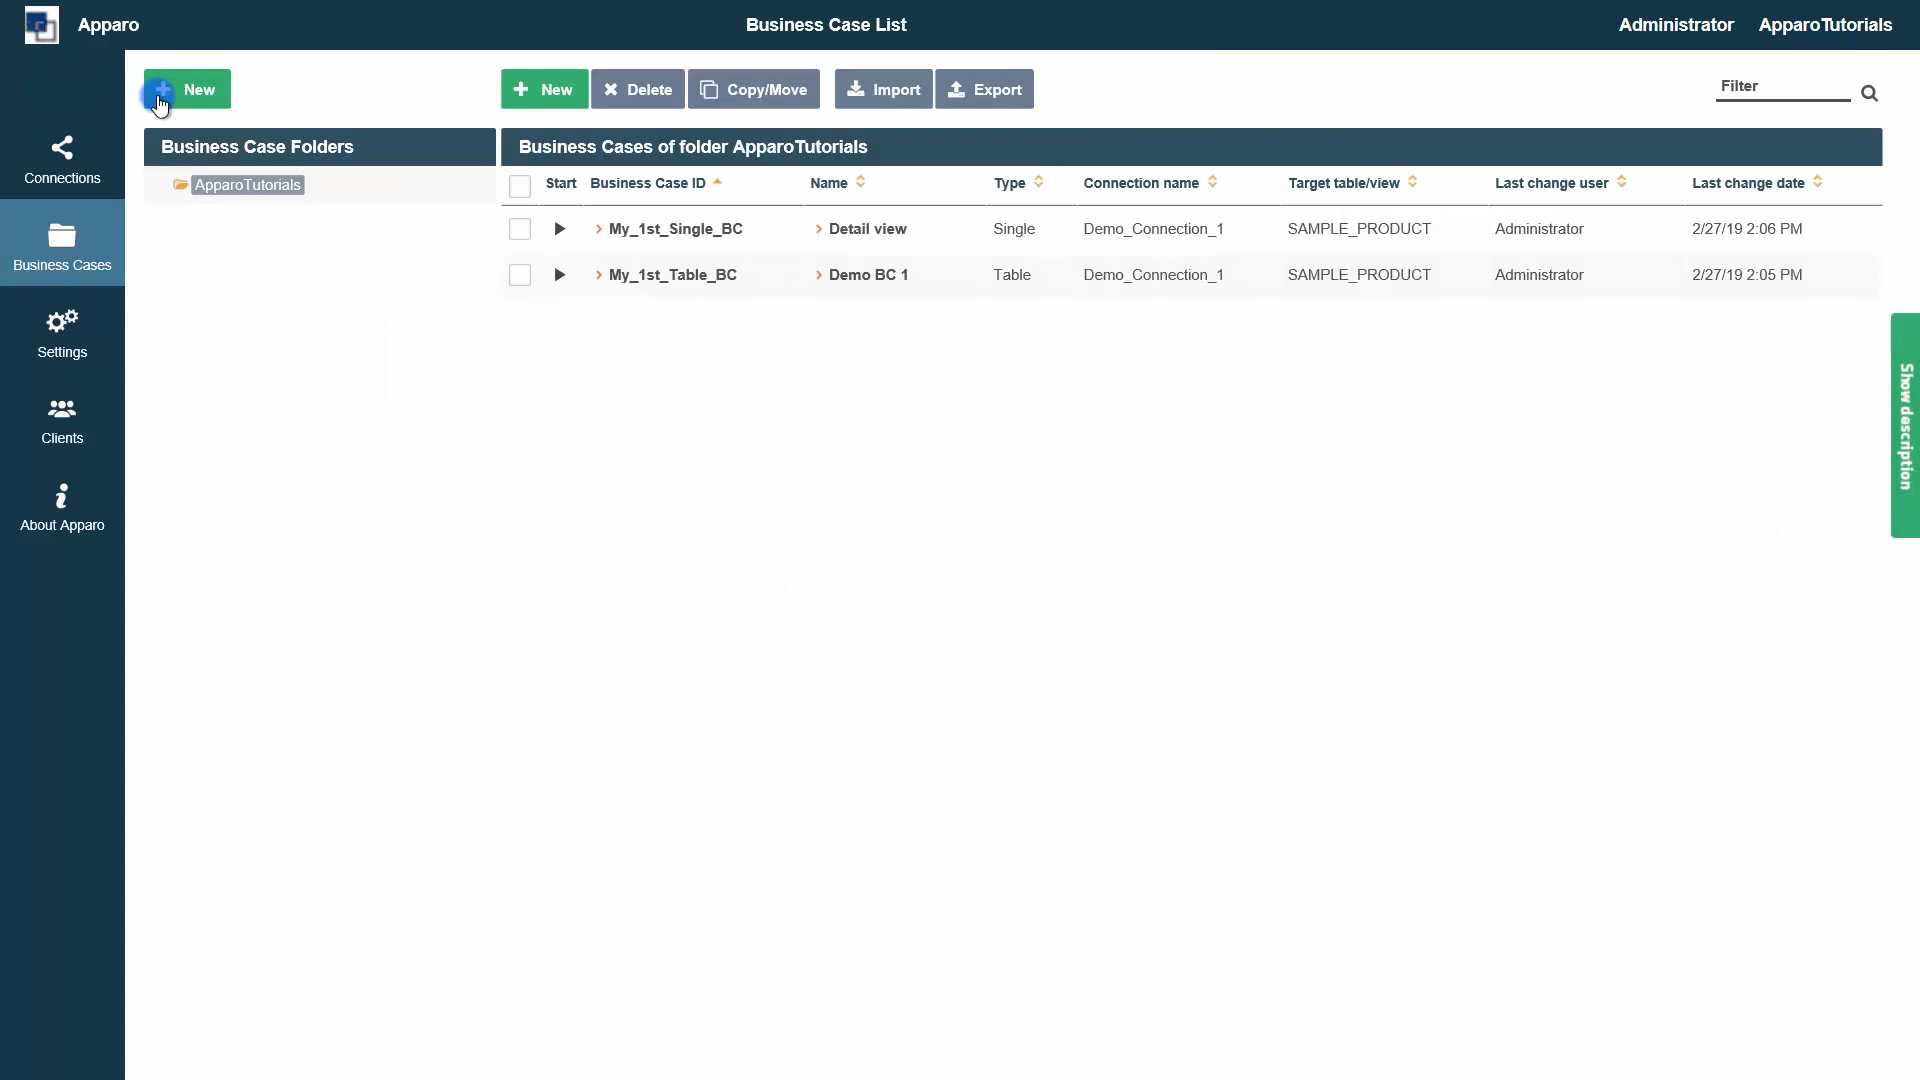 Apparo
Business Case List
Administrator ApparoTutorials
New
New Delete Copy/Move Import Export
Filter
Business Case Folders
Business Cases of folder ApparoTutorials
ApparoTutorials
Start Business Case ID Name Type Connection name Target table/view Last change user Last change date
My_1st_Single_BC Detail view Single Demo_Connection_1 SAMPLE_PRODUCT Administrator 2/27/19 2:06 PM
My_1st_Table_BC Demo BC 1 Table Demo_Connection_1 SAMPLE_PRODUCT Administrator 2/27/19 2:05 PM
Connections
Business Cases
Settings
Clients
About Apparo
Show description